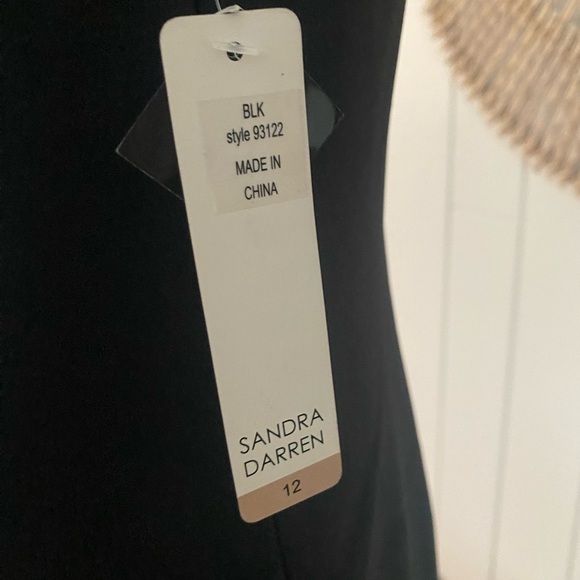 BLK
style 93122
MADE IN
CHINA
SANDRA
DARREN
12